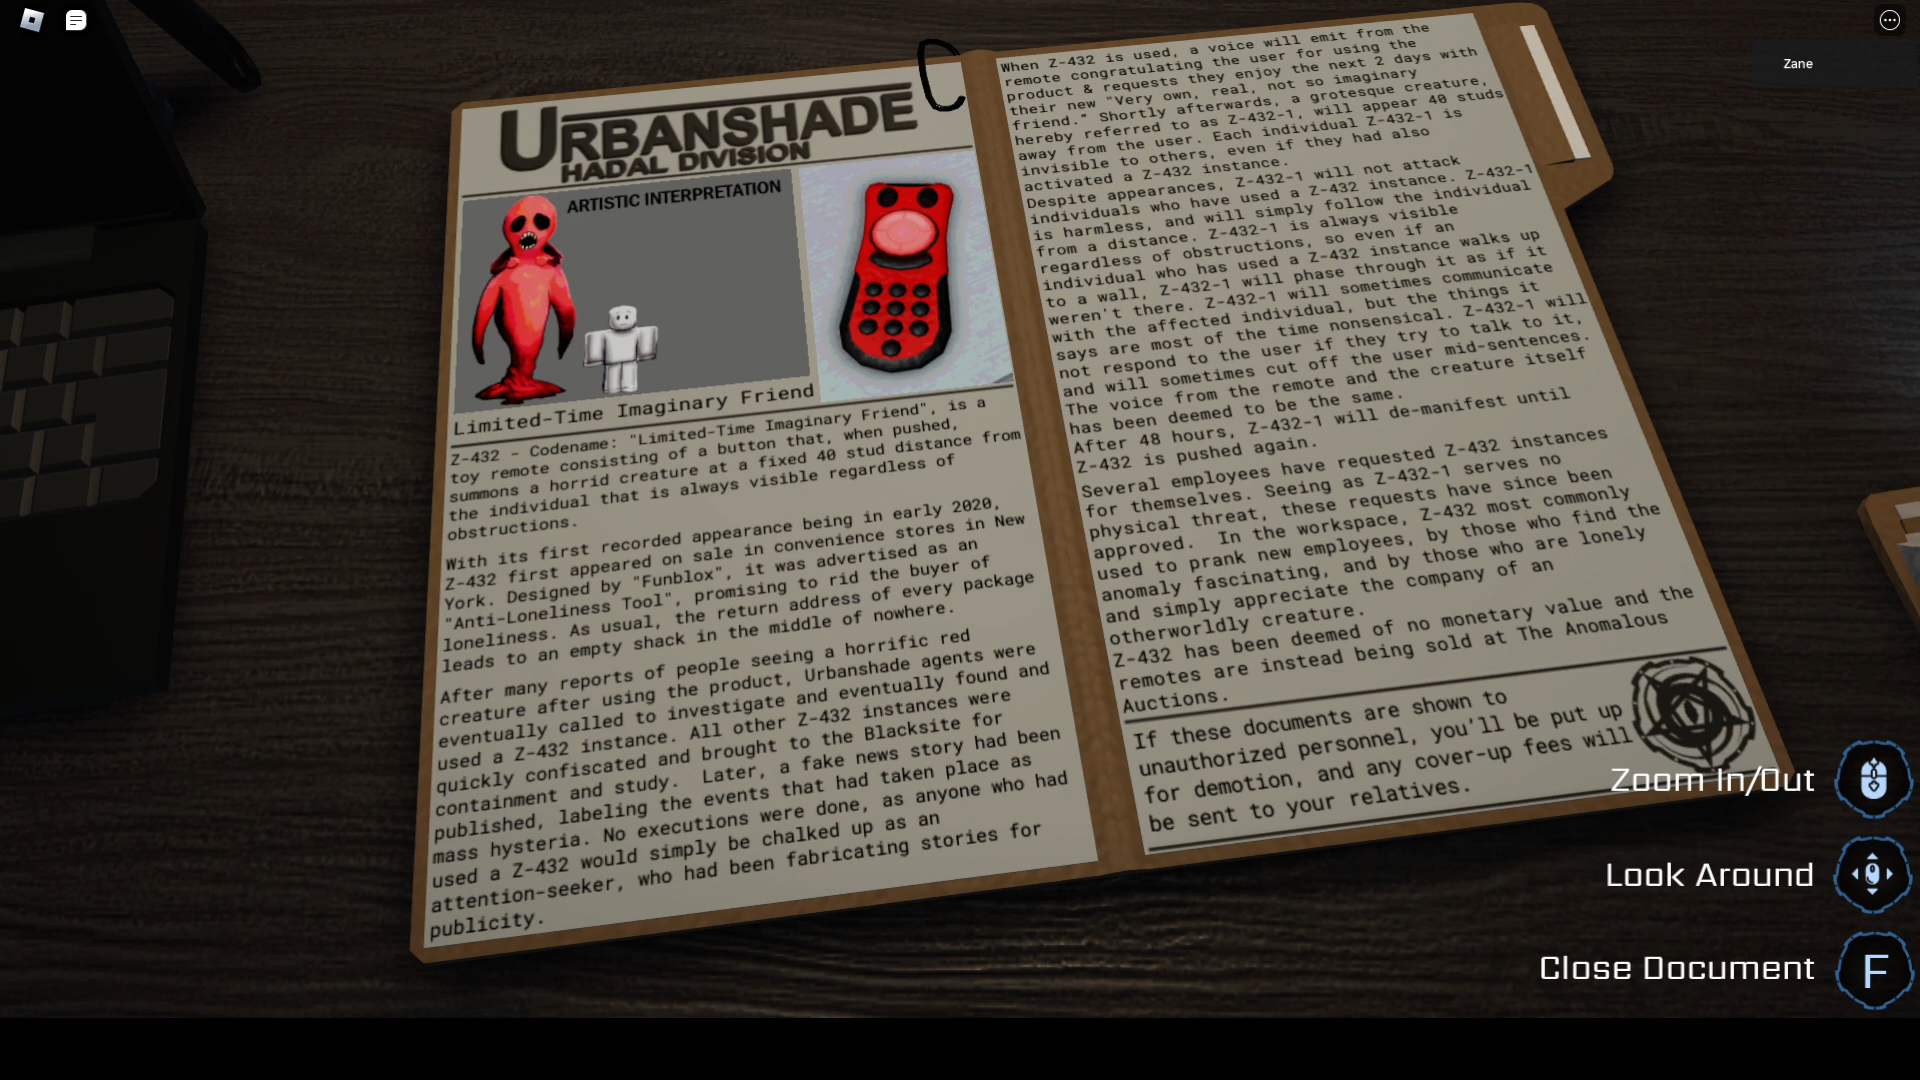 Zane
URBANSHADE
HADAL DIVISION
ARTISTIC INTERPRETATION
Limited-Time Imaginary Friend
Z-432 - Codename: "Limited-Time Imaginary Friend", is a
toy remote consisting of a button that, when pushed,
summons a horrid creature at a fixed 40 stud distance from
the individual that is always visible regardless of
obstructions.
With its first recorded appearance being in early 2020,
Z-432 first appeared on sale in convenience stores in New
York. Designed by "Funblox", it was advertised as an
"Anti-Loneliness Tool", promising to rid the buyer of
loneliness. As usual, the return address of every package
leads to an empty shack in the middle of nowhere.
After many reports of people seeing a horrific red
creature after using the product, Urbanshade agents were
eventually called to investigate and eventually found and
used a Z-432 instance. All other Z-432 instances were
quickly confiscated and brought to the Blacksite for
containment and study. Later, a fake news story had been
published, labeling the events that had taken place as
mass hysteria. No executions were done, as anyone who had
used a Z-432 would simply be chalked up as an
attention-seeker, who had been fabricating stories for
publicity.
When Z-432 is used, a voice will emit from the
remote congratulating the user for using the
product & requests they enjoy the next 2 days with
their new "Very own, real, not so imaginary
friend." Shortly afterwards, a grotesque creature,
hereby referred to as Z-432-1, will appear 40 studs
away from the user. Each individual Z-432-1 is
invisible to others, even if they had also
activated a Z-432 instance.
Despite appearances, Z-432-1 will not attack
individuals who have used a Z-432 instance. Z-432-1
is harmless, and will simply follow the individual
from a distance. Z-432-1 is always visible
regardless of obstructions, so even if an
individual who has used a Z-432 instance walks up
to a wall, Z-432-1 will phase through it as if it
weren't there. Z-432-1 will sometimes communicate
with the affected individual, but the things it
says are most of the time nonsensical. Z-432-1 will
not respond to the user if they try to talk to it,
and will sometimes cut off the user mid-sentences.
The voice from the remote and the creature itself
has been deemed to be the same.
After 48 hours, Z-432-1 will de-manifest until
Z-432 is pushed again.
Several employees have requested Z-432 instances
for themselves. Seeing as Z-432-1 serves no
physical threat, these requests have since been
approved. In the workspace, Z-432 most commonly
used to prank new employees, by those who find the
anomaly fascinating, and by those who are lonely
and simply appreciate the company of an
otherworldly creature.
Z-432 has been deemed of no monetary value and the
remotes are instead being sold at The Anomalous
Auctions.
If these documents are shown to
unauthorized personnel, you'll be put up
for demotion, and any cover-up fees will
be sent to your relatives.
Zoom In/Out
Look Around
Close Document
F